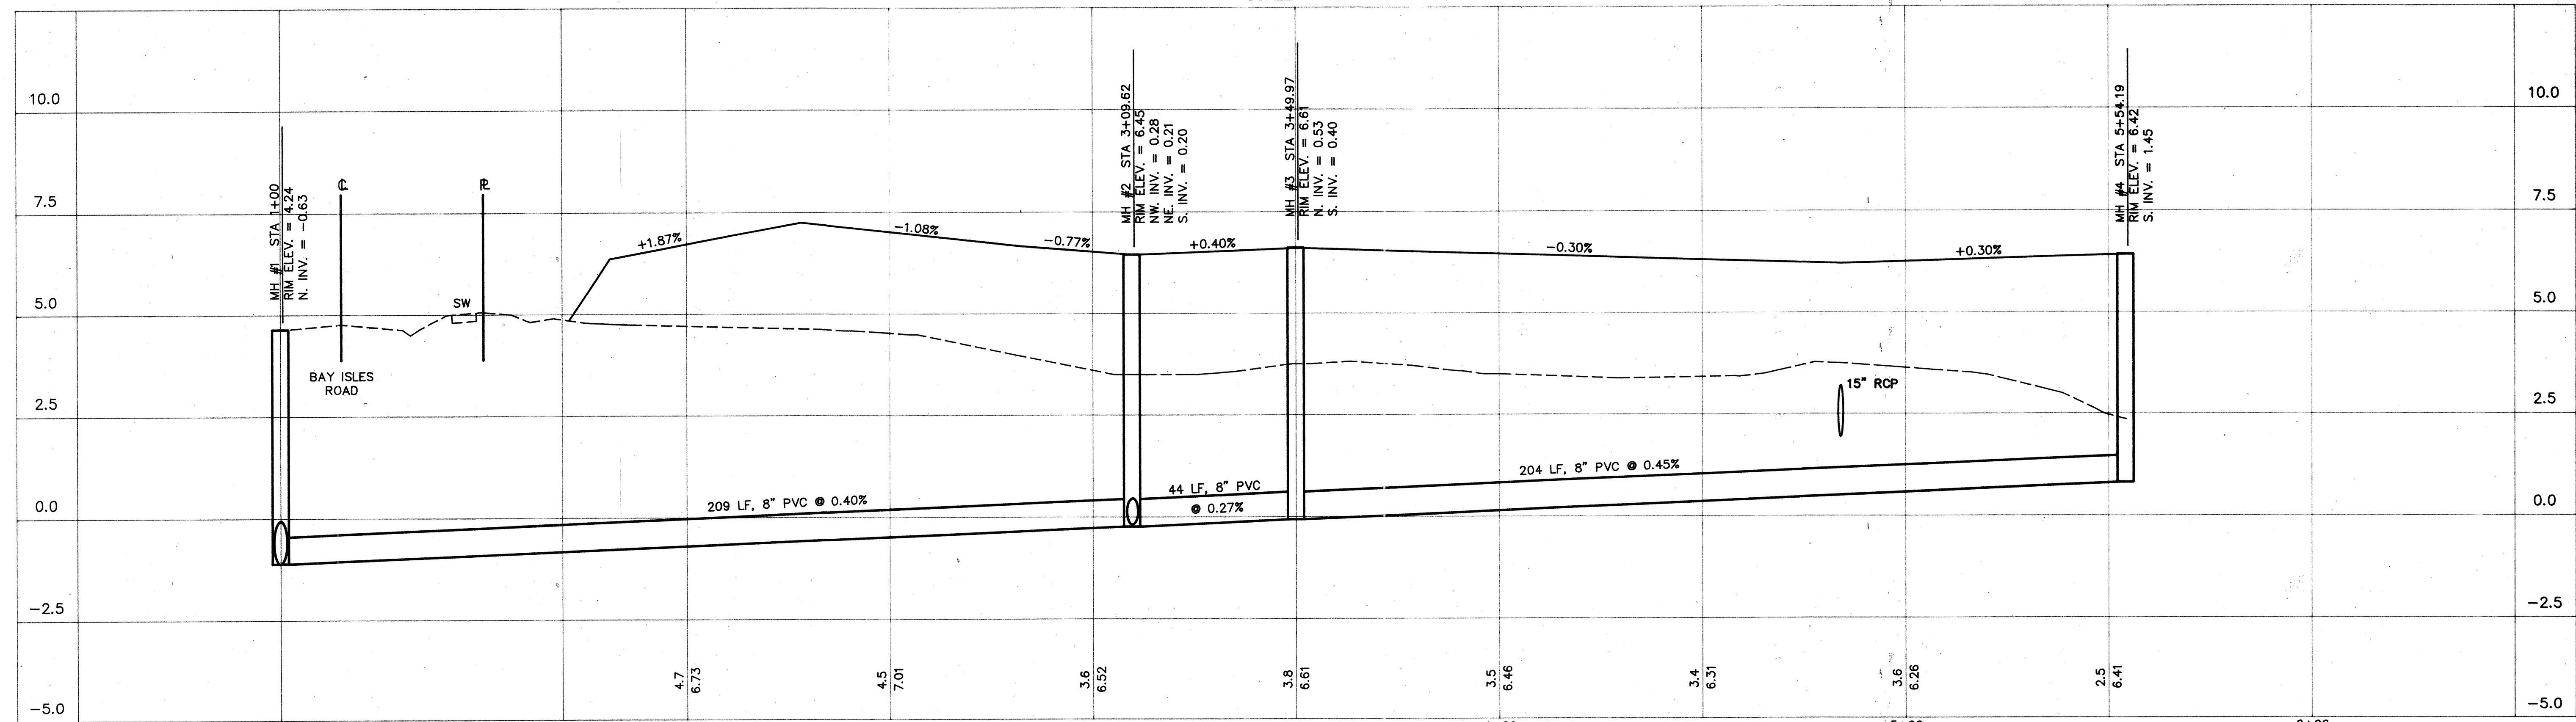 10.0
7.5
5.0
2.5
0.0
−2.5
−5.0
MH #1 STA 1+00
RIM ELEV. = 4.24
N. INV. = −0.63
℄
PL
SW
BAY ISLES
ROAD
+1.87%
−1.08%
−0.77%
MH #2 STA 3+09.62
RIM ELEV. = 6.45
NW. INV. = 0.28
NE. INV. = 0.21
S. INV. = 0.20
+0.40%
MH #3 STA 3+49.97
RIM ELEV. = 6.61
N. INV. = 0.53
S. INV. = 0.40
−0.30%
+0.30%
MH #4 STA 5+54.19
RIM ELEV. = 6.42
S. INV. = 1.45
15" RCP
209 LF, 8" PVC @ 0.40%
44 LF, 8" PVC
@ 0.27%
204 LF, 8" PVC @ 0.45%
4.7
6.73
4.5
7.01
3.6
6.52
3.8
6.61
3.5
6.46
3.4
6.31
3.6
6.26
2.5
6.41
10.0
7.5
5.0
2.5
0.0
−2.5
−5.0